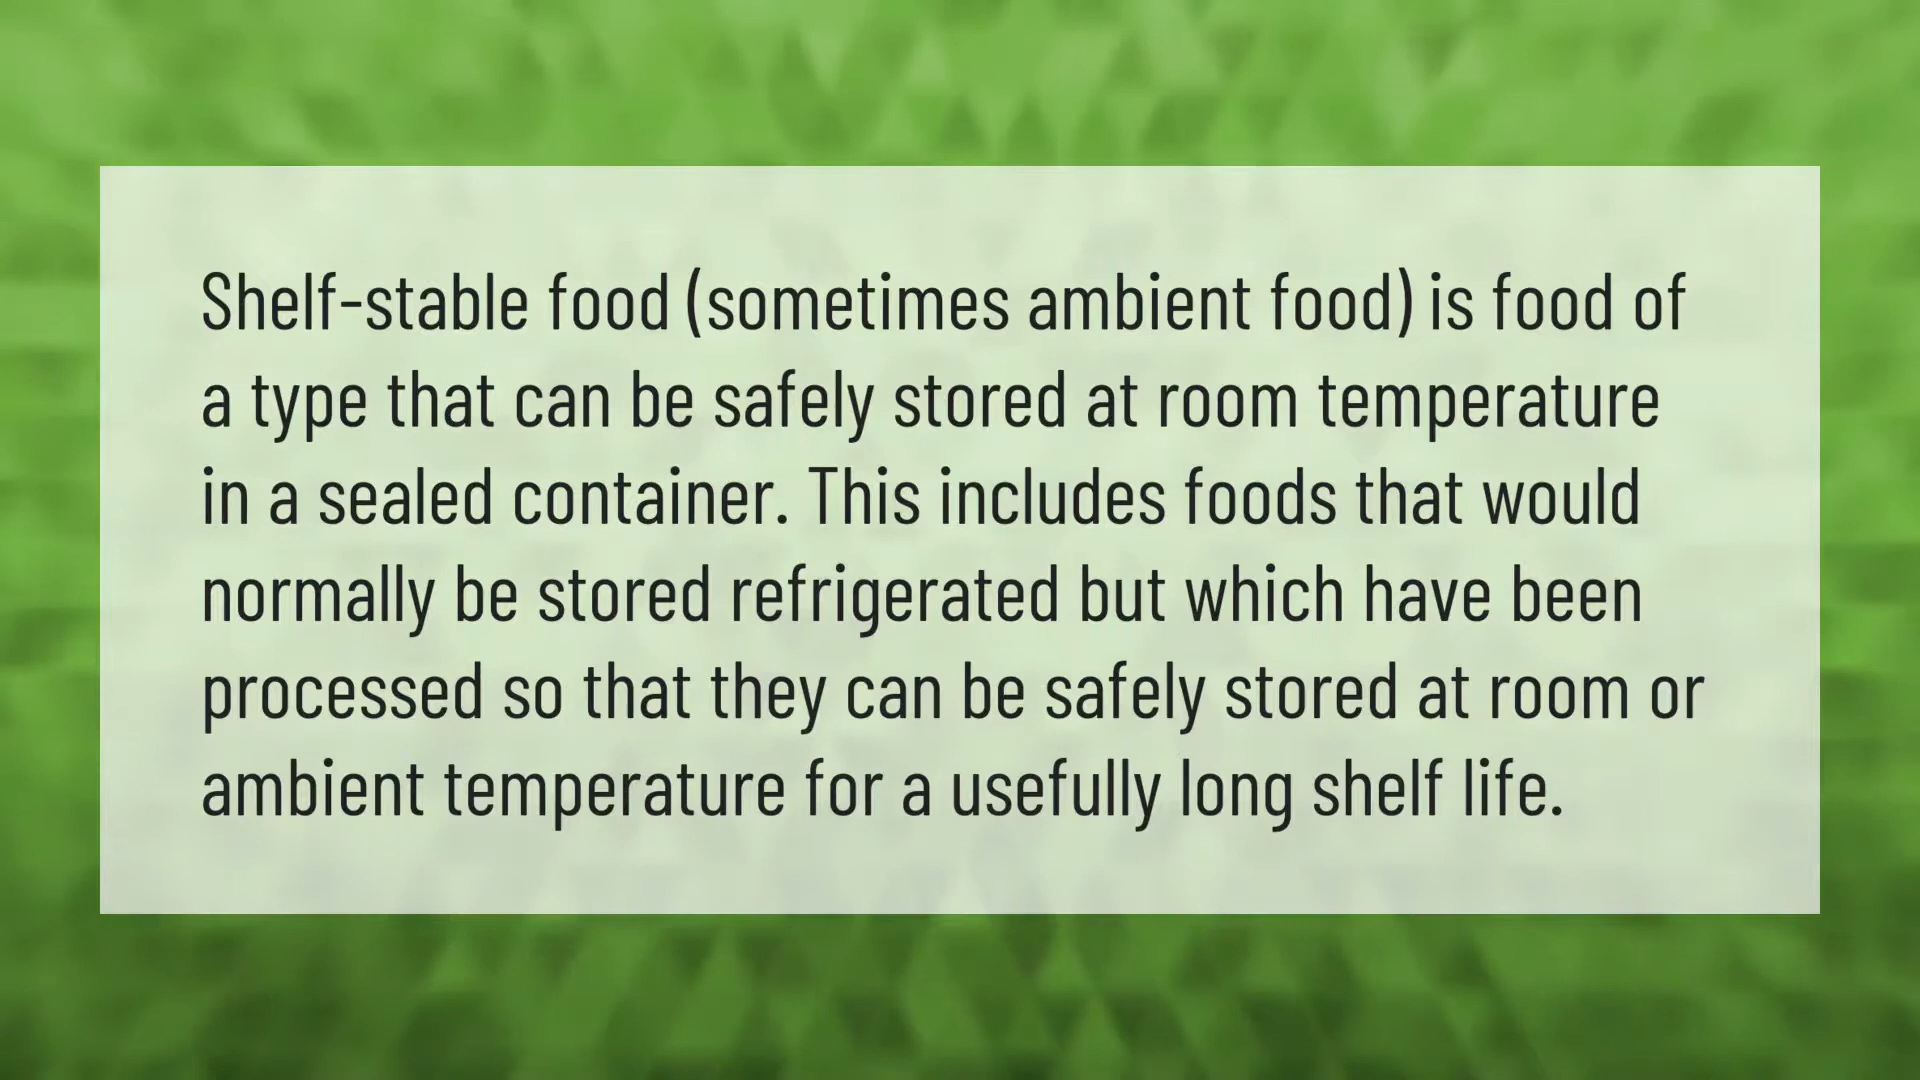 Shelf-stable food (sometimes ambient food) is food of
a type that can be safely stored at room temperature
in a sealed container. This includes foods that would
normally be stored refrigerated but which have been
processed so that they can be safely stored at room or
ambient temperature for a usefully long shelf life.